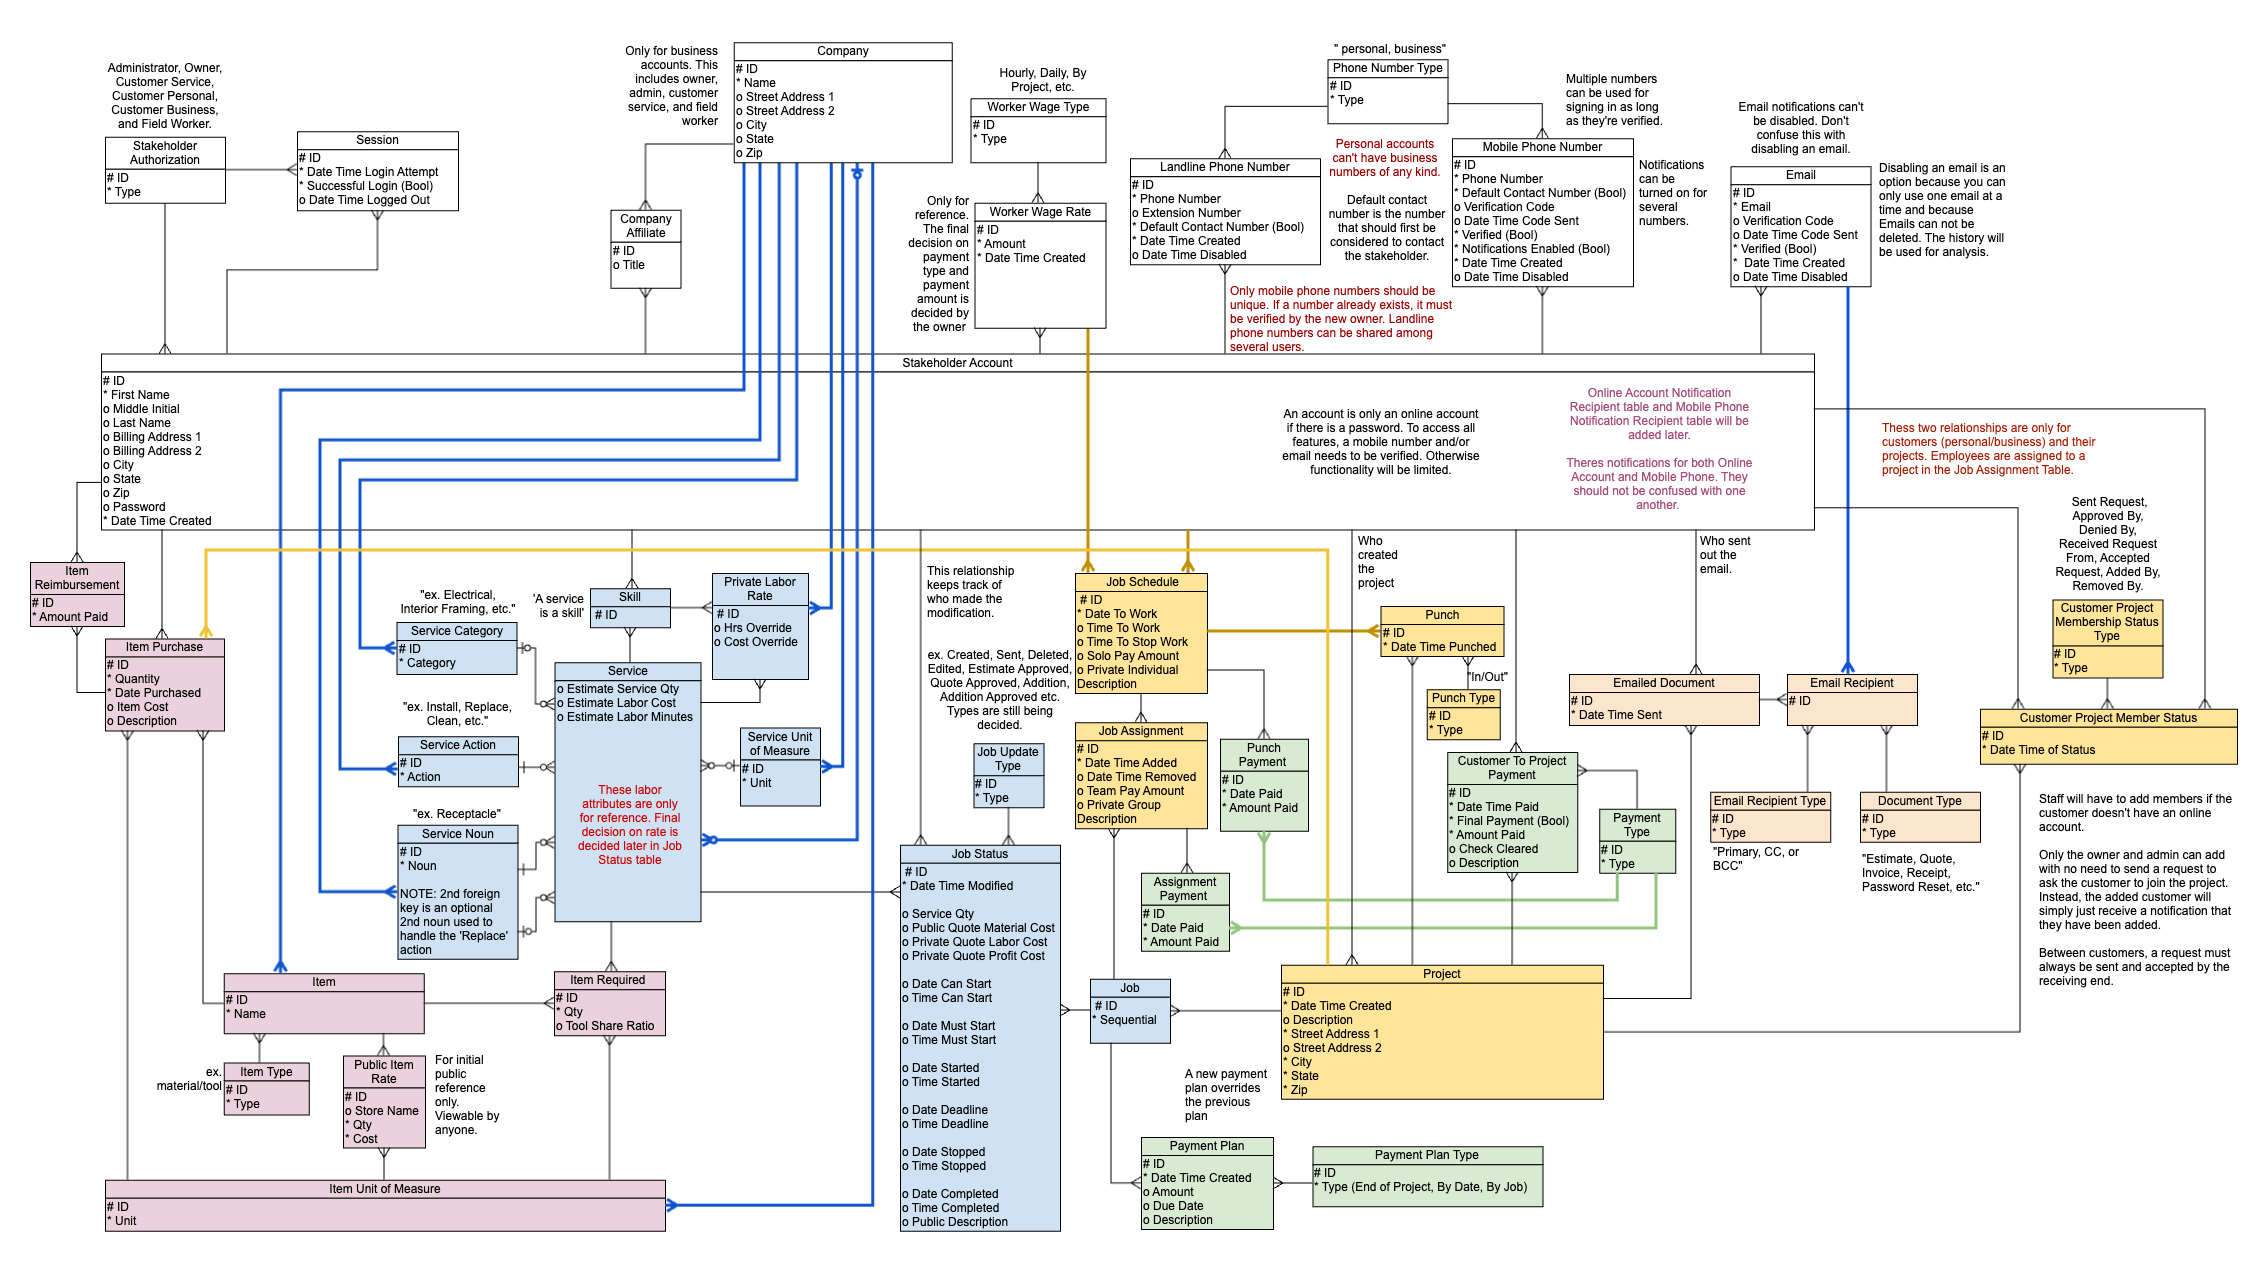 Administrator, Owner,
Customer Service,
Customer Personal,
Customer Business,
and Field Worker.
Stakeholder
Authorization
# ID
* Type
Session
# ID
* Date Time Login Attempt
* Successful Login (Bool)
o Date Time Logged Out
Only for business
accounts. This
includes owner,
admin, customer
service, and field
worker
Company
# ID
* Name
o Street Address 1
o Street Address 2
o City
o State
o Zip
Company
Affiliate
# ID
o Title
Hourly, Daily, By
Project, etc.
Worker Wage Type
# ID
* Type
Only for
reference.
The final
decision on
payment
type and
payment
amount is
decided by
the owner
Worker Wage Rate
# ID
* Amount
* Date Time Created
" personal, business"
Phone Number Type
# ID
* Type
Landline Phone Number
# ID
* Phone Number
o Extension Number
* Default Contact Number (Bool)
* Date Time Created
o Date Time Disabled
Personal accounts
can't have business
numbers of any kind.
Default contact
number is the number
that should first be
considered to contact
the stakeholder.
Only mobile phone numbers should be
unique. If a number already exists, it must
be verified by the new owner. Landline
phone numbers can be shared among
several users.
Multiple numbers
can be used for
signing in as long
as they're verified.
Mobile Phone Number
# ID
* Phone Number
* Default Contact Number (Bool)
o Verification Code
o Date Time Code Sent
* Verified (Bool)
* Notifications Enabled (Bool)
* Date Time Created
o Date Time Disabled
Notifications
can be
turned on for
several
numbers.
Email notifications can't
be disabled. Don't
confuse this with
disabling an email.
Email
# ID
* Email
o Verification Code
o Date Time Code Sent
* Verified (Bool)
* Date Time Created
o Date Time Disabled
Disabling an email is an
option because you can
only use one email at a
time and because
Emails can not be
deleted. The history will
be used for analysis.
Stakeholder Account
# ID
* First Name
o Middle Initial
o Last Name
o Billing Address 1
o Billing Address 2
o City
o State
o Zip
o Password
* Date Time Created
An account is only an online account
if there is a password. To access all
features, a mobile number and/or
email needs to be verified. Otherwise
functionality will be limited.
Online Account Notification
Recipient table and Mobile Phone
Notification Recipient table will be
added later.
Theres notifications for both Online
Account and Mobile Phone. They
should not be confused with one
another.
Thess two relationships are only for
customers (personal/business) and their
projects. Employees are assigned to a
project in the Job Assignment Table.
Item
Reimbursement
# ID
* Amount Paid
Item Purchase
# ID
* Quantity
* Date Purchased
o Item Cost
o Description
"ex. Electrical,
Interior Framing, etc."
Service Category
# ID
* Category
"ex. Install, Replace,
Clean, etc."
Service Action
# ID
* Action
"ex. Receptacle"
Service Noun
# ID
* Noun
NOTE: 2nd foreign
key is an optional
2nd noun used to
handle the 'Replace'
action
'A service
is a skill'
Skill
# ID
Private Labor
Rate
# ID
o Hrs Override
o Cost Override
Service
o Estimate Service Qty
o Estimate Labor Cost
o Estimate Labor Minutes
These labor
attributes are only
for reference. Final
decision on rate is
decided later in Job
Status table
Service Unit
of Measure
# ID
* Unit
This relationship
keeps track of
who made the
modification.
ex. Created, Sent, Deleted,
Edited, Estimate Approved,
Quote Approved, Addition,
Addition Approved etc.
Types are still being
decided.
Job Update
Type
# ID
* Type
Job Status
# ID
* Date Time Modified
o Service Qty
o Public Quote Material Cost
o Private Quote Labor Cost
o Private Quote Profit Cost
o Date Can Start
o Time Can Start
o Date Must Start
o Time Must Start
o Date Started
o Time Started
o Date Deadline
o Time Deadline
o Date Stopped
o Time Stopped
o Date Completed
o Time Completed
o Public Description
Job Schedule
# ID
* Date To Work
o Time To Work
o Time To Stop Work
o Solo Pay Amount
o Private Individual
Description
Job Assignment
# ID
* Date Time Added
o Date Time Removed
o Team Pay Amount
o Private Group
Description
Punch
Payment
# ID
* Date Paid
* Amount Paid
Assignment
Payment
# ID
* Date Paid
* Amount Paid
Who
created
the
project
Punch
# ID
* Date Time Punched
"In/Out"
Punch Type
# ID
* Type
Customer To Project
Payment
# ID
* Date Time Paid
* Final Payment (Bool)
* Amount Paid
o Check Cleared
o Description
Payment
Type
# ID
* Type
Who sent
out the
email.
Emailed Document
# ID
* Date Time Sent
Email Recipient
# ID
Email Recipient Type
# ID
* Type
"Primary, CC, or
BCC"
Document Type
# ID
* Type
"Estimate, Quote,
Invoice, Receipt,
Password Reset, etc."
Sent Request,
Approved By,
Denied By,
Received Request
From, Accepted
Request, Added By,
Removed By.
Customer Project
Membership Status
Type
# ID
* Type
Customer Project Member Status
# ID
* Date Time of Status
Staff will have to add members if the
customer doesn't have an online
account.
Only the owner and admin can add
with no need to send a request to
ask the customer to join the project.
Instead, the added customer will
simply just receive a notification that
they have been added.
Between customers, a request must
always be sent and accepted by the
receiving end.
Item
# ID
* Name
Item Required
# ID
* Qty
o Tool Share Ratio
ex.
material/tool
Item Type
# ID
* Type
Public Item
Rate
# ID
o Store Name
* Qty
* Cost
For initial
public
reference
only.
Viewable by
anyone.
Item Unit of Measure
# ID
* Unit
Job
# ID
* Sequential
Project
# ID
* Date Time Created
o Description
* Street Address 1
o Street Address 2
* City
* State
* Zip
A new payment
plan overrides
the previous
plan
Payment Plan
# ID
* Date Time Created
o Amount
o Due Date
o Description
Payment Plan Type
# ID
* Type (End of Project, By Date, By Job)